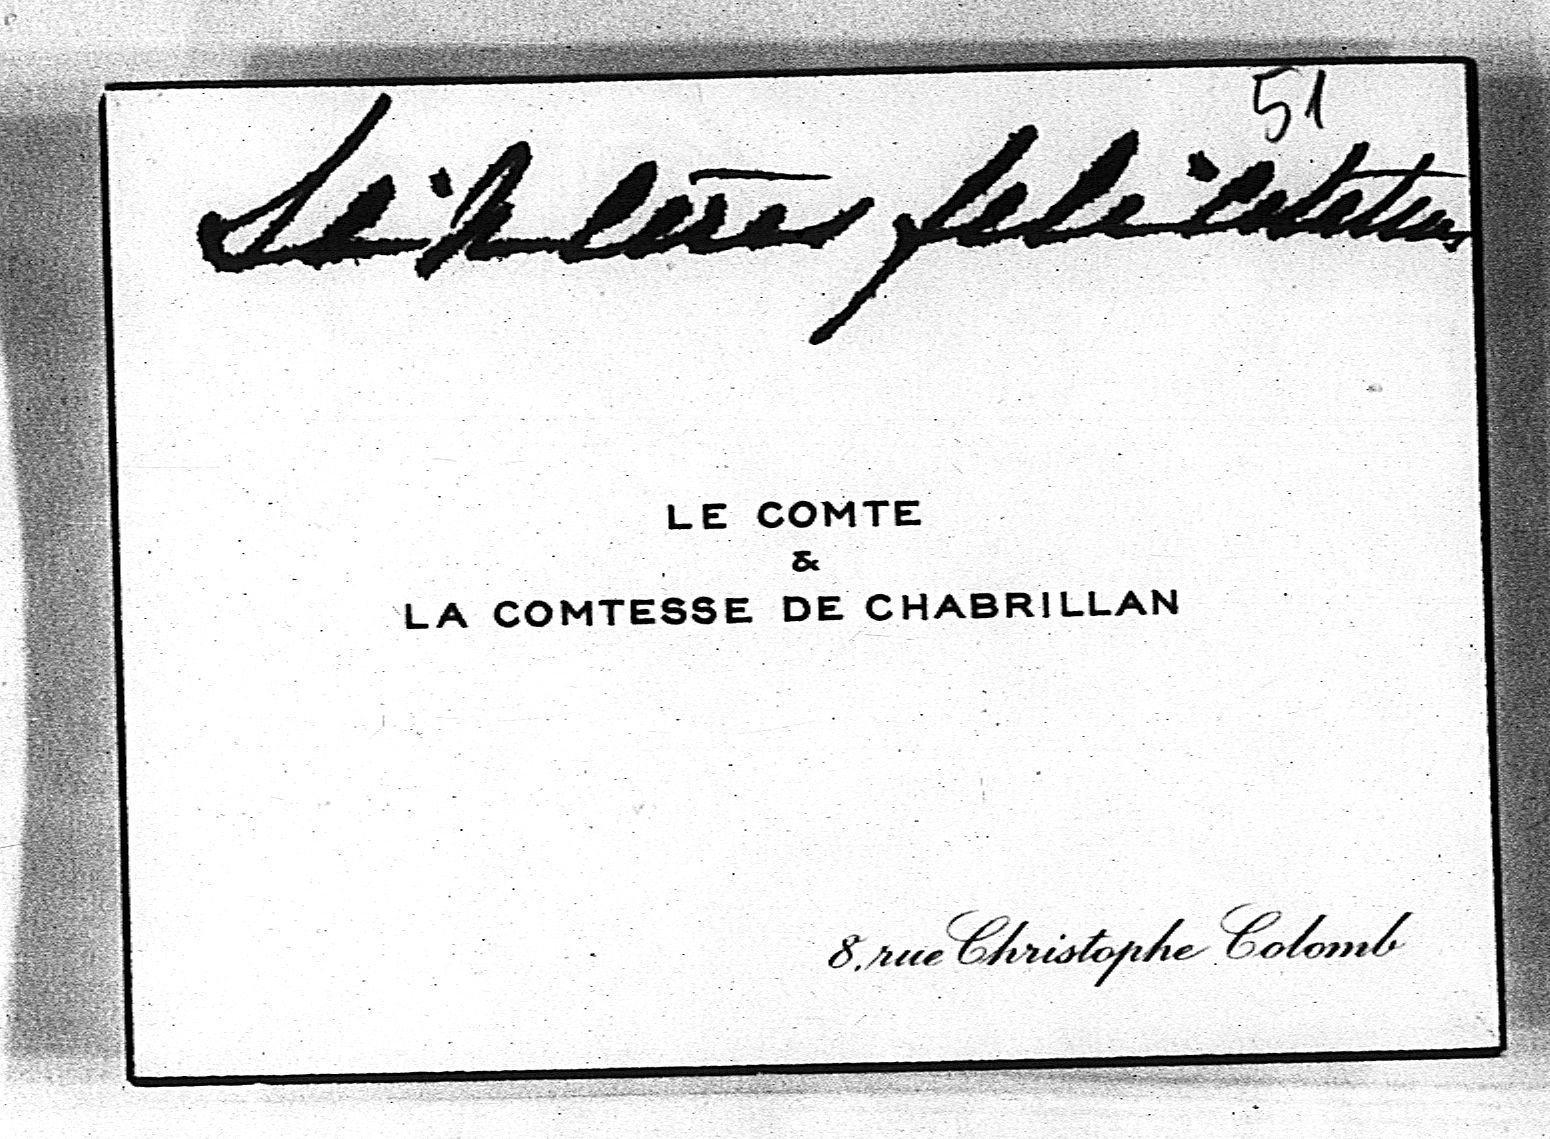 51
Sincères félicitations
LE COMTE
&
LA COMTESSE DE CHABRILLAN
8, rue Christophe Colomb